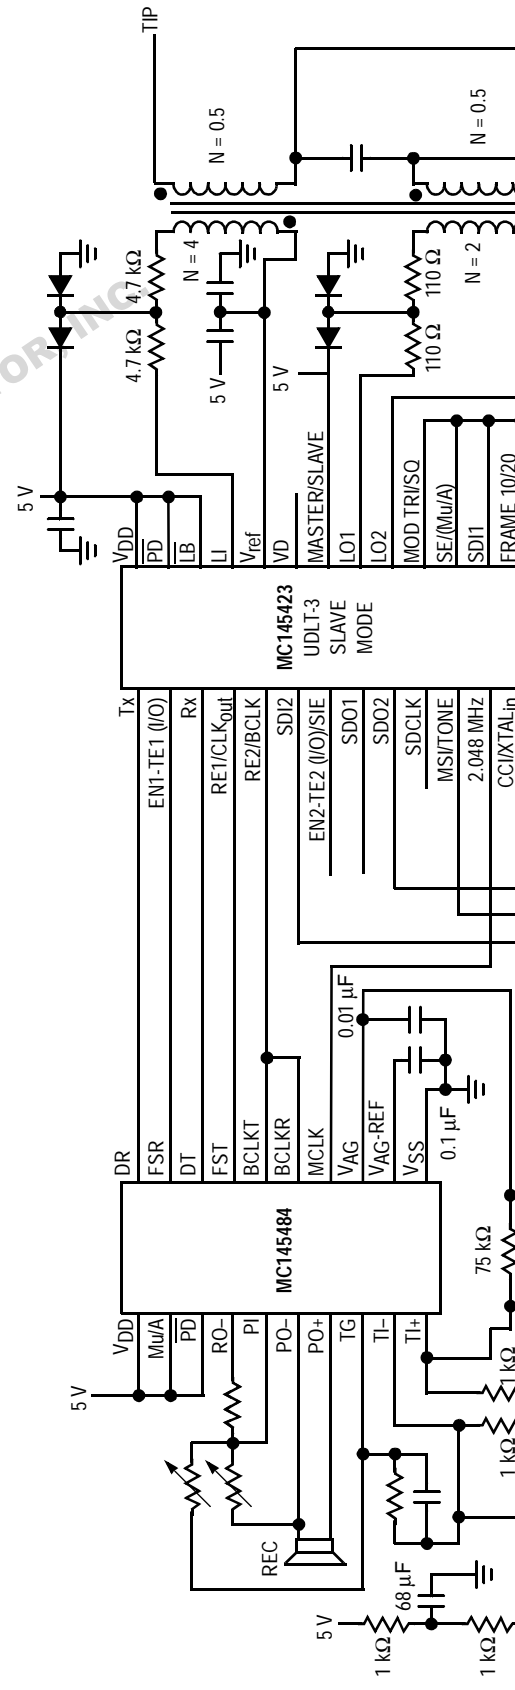 TIP
N = 0.5
N = 0.5
4.7 kΩ
4.7 kΩ
N = 4
N = 2
110 Ω
110 Ω
5 V
5 V
5 V
OR, INC.
VDD
PD
LB
LI
Vref
VD
MASTER/SLAVE
LO1
LO2
MOD TRI/SQ
SE/(Mu/A)
SDI1
FRAME 10/20
MC145423
UDLT-3
SLAVE
MODE
Tx
EN1-TE1 (I/O)
Rx
RE1/CLKout
RE2/BCLK
SDI2
EN2-TE2 (I/O)/SIE
SDO1
SDO2
SDCLK
MSI/TONE
2.048 MHz
CCI/XTALin
0.01 µF
0.1 µF
DR
FSR
DT
FST
BCLKT
BCLKR
MCLK
VAG
VAG-REF
VSS
MC145484
VDD
Mu/A
PD
RO–
PI
PO–
PO+
TG
TI–
TI+
75 kΩ
5 V
1 kΩ
1 kΩ
REC
68 µF
5 V
1 kΩ
1 kΩ